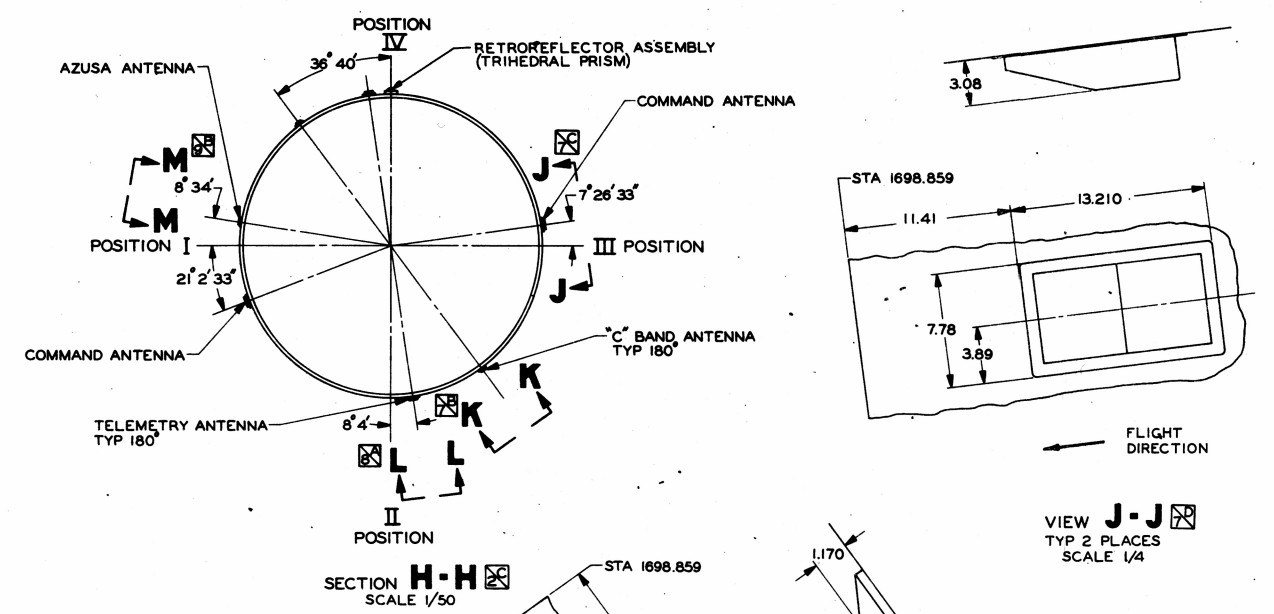 POSITION
IV
RETROREFLECTOR ASSEMBLY
(TRIHEDRAL PRISM)
36° 40'
AZUSA ANTENNA
COMMAND ANTENNA
M
J
8° 34'
7° 26' 33"
M
POSITION I
III POSITION
21° 2' 33"
J
COMMAND ANTENNA
"C" BAND ANTENNA
TYP 180°
K
TELEMETRY ANTENNA
TYP 180°
8° 4'
K
L
L
II
POSITION
SECTION H-H
SCALE 1/50
3.08
STA 1698.859
13.210
11.41
7.78
3.89
FLIGHT
DIRECTION
VIEW J-J
TYP 2 PLACES
SCALE 1/4
STA 1698.859
1.170